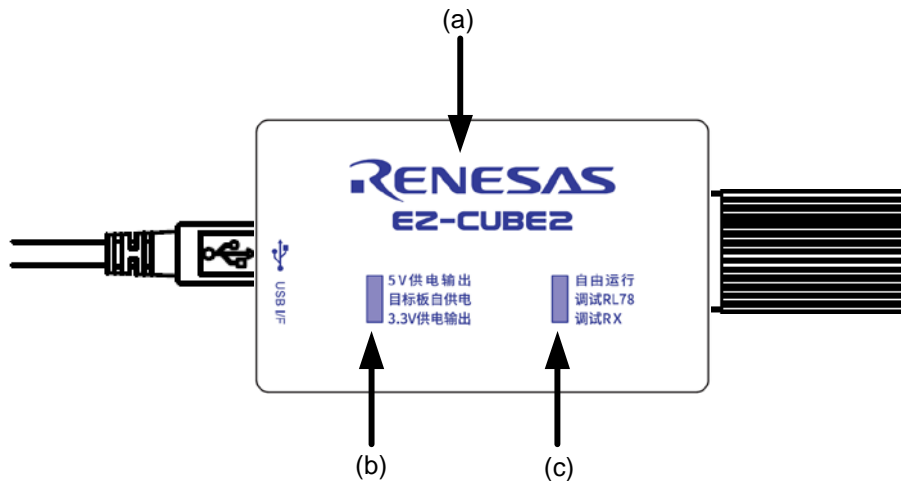 (a)
RENESAS
EZ-CUBE2
USB I/F
5V供电输出
目标板自供电
3.3V供电输出
自由运行
调试RL78
调试RX
(b)
(c)